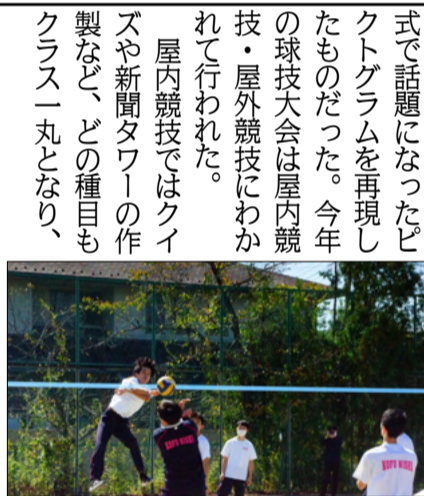 式で話題になったピ
クトグラムを再現し
たものだった。今年
の球技大会は屋内競
技・屋外競技にわか
れて行われた。
　屋内競技ではクイ
ズや新聞タワーの作
製など、どの種目も
クラス一丸となり、
KOFU NISHI
KOFU NISHI